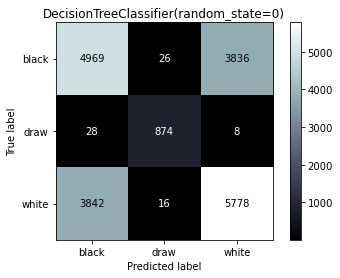 DecisionTreeClassifier(random_state=0)
black 4969 26 3836
draw 28 874 8
white 3842 16 5778
black draw white
Predicted label
True label
5000
4000
3000
2000
1000